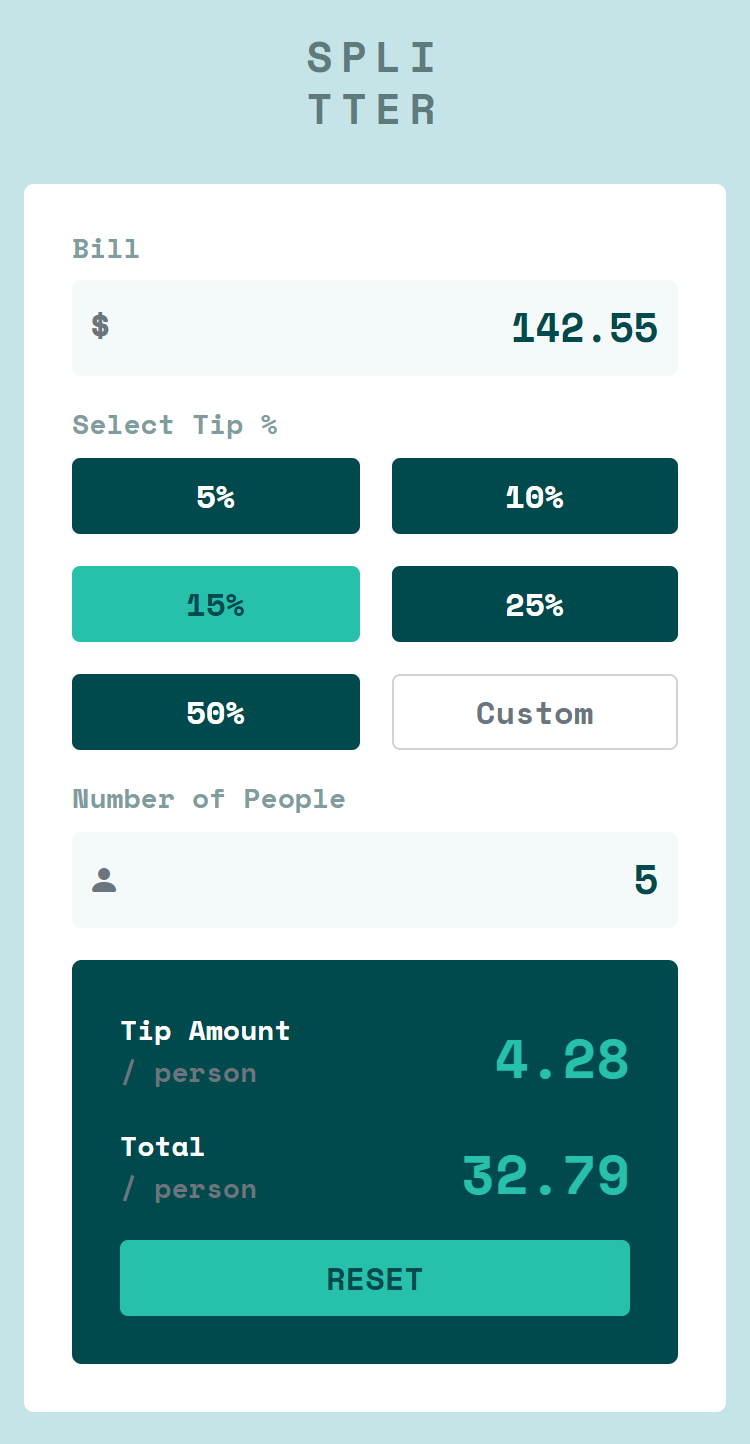 SPLI
TTER
Bill
$ 142.55
Select Tip %
5% 10%
15% 25%
50% Custom
Number of People
5
Tip Amount
/ person 4.28
Total
/ person 32.79
RESET